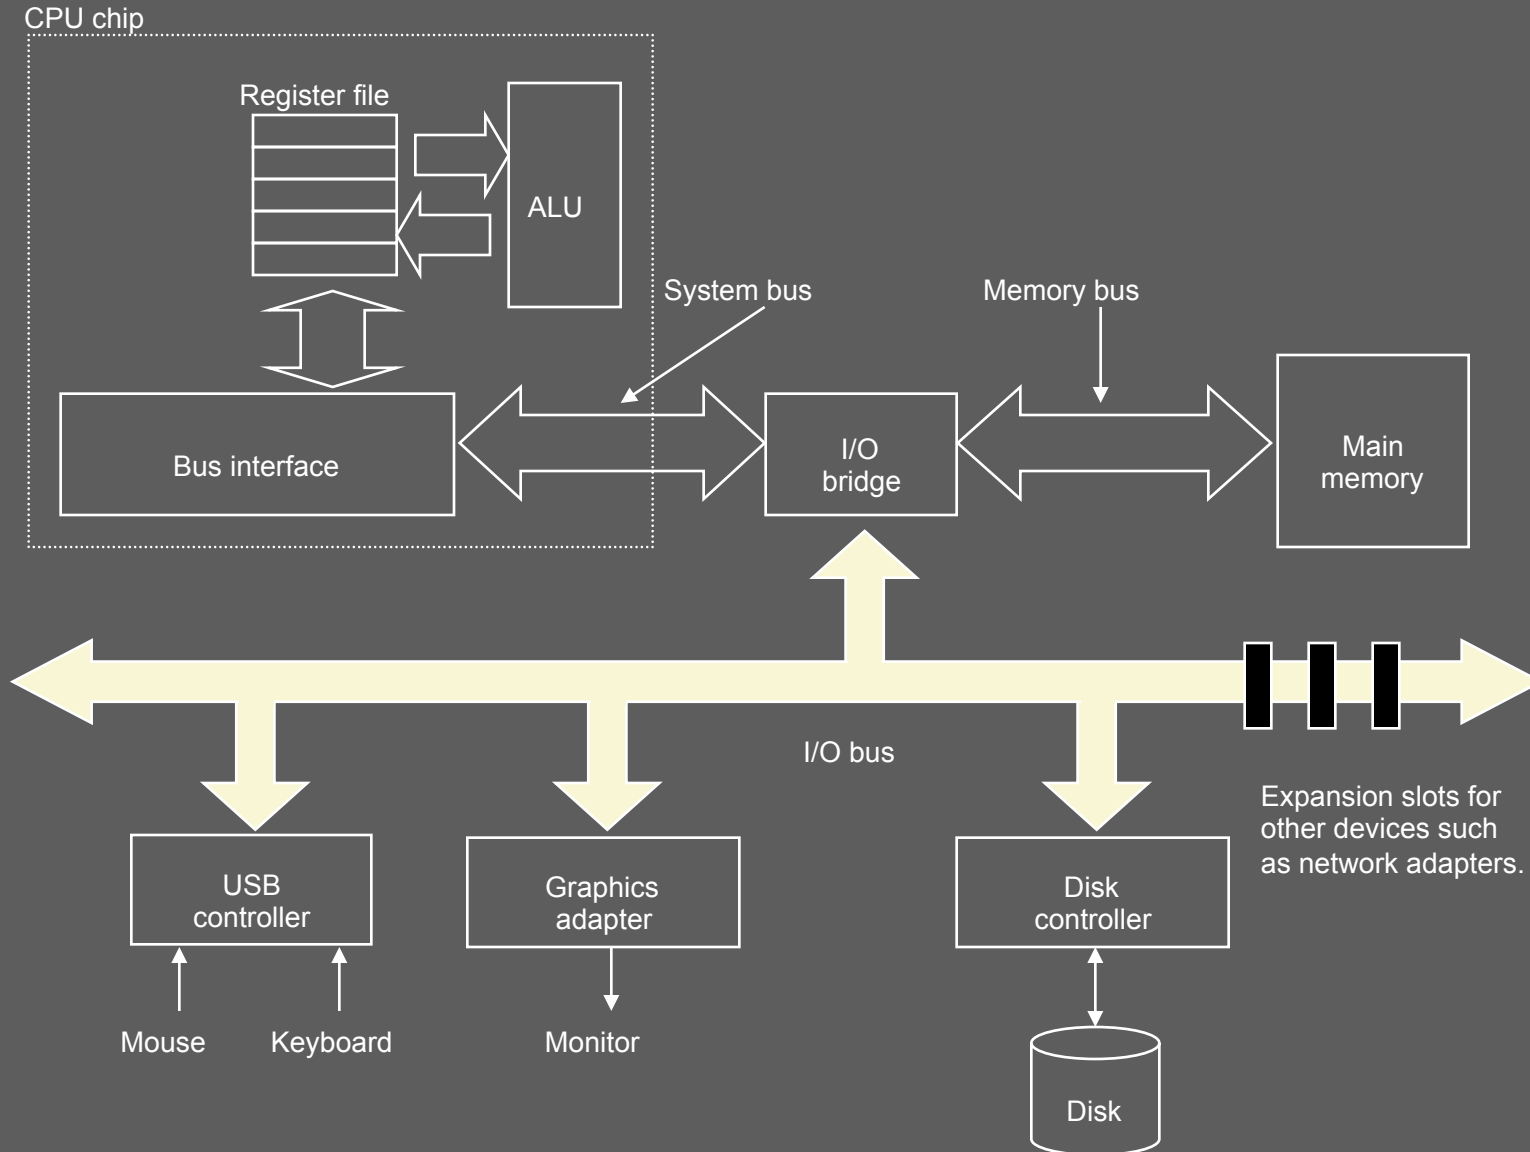 CPU chip
Register file
ALU
System bus
Memory bus
Bus interface
I/O
bridge
Main
memory
I/O bus
Expansion slots for
other devices such
as network adapters.
USB
controller
Graphics
adapter
Disk
controller
Mouse
Keyboard
Monitor
Disk